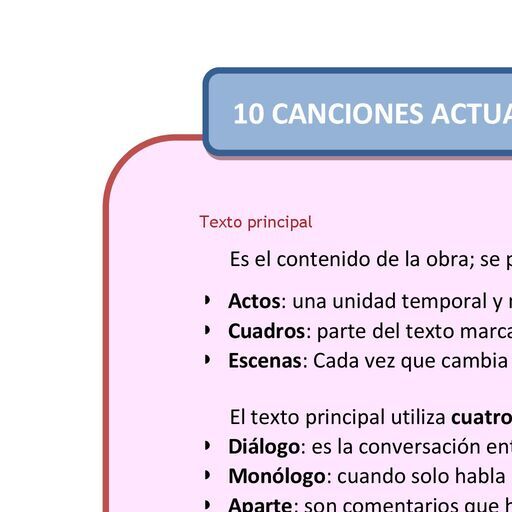 10 CANCIONES ACTUA
Texto principal
Es el contenido de la obra; se p
Actos: una unidad temporal y
Cuadros: parte del texto marca
Escenas: Cada vez que cambia
El texto principal utiliza cuatro
Diálogo: es la conversación ent
Monólogo: cuando solo habla
Aparte: son comentarios que h